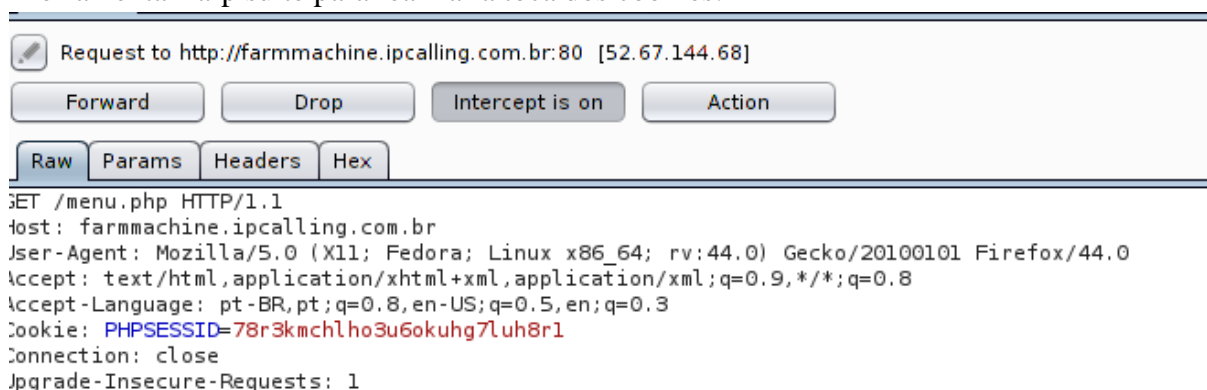 Request to http://farmmachine.ipcalling.com.br:80 [52.67.144.68]
Forward Drop Intercept is on Action
Raw Params Headers Hex
GET /menu.php HTTP/1.1
Host: farmmachine.ipcalling.com.br
User-Agent: Mozilla/5.0 (X11; Fedora; Linux x86_64; rv:44.0) Gecko/20100101 Firefox/44.0
Accept: text/html,application/xhtml+xml,application/xml;q=0.9,*/*;q=0.8
Accept-Language: pt-BR,pt;q=0.8,en-US;q=0.5,en;q=0.3
Cookie: PHPSESSID=78r3kmchlho3u6okuhg7luh8r1
Connection: close
Upgrade-Insecure-Requests: 1